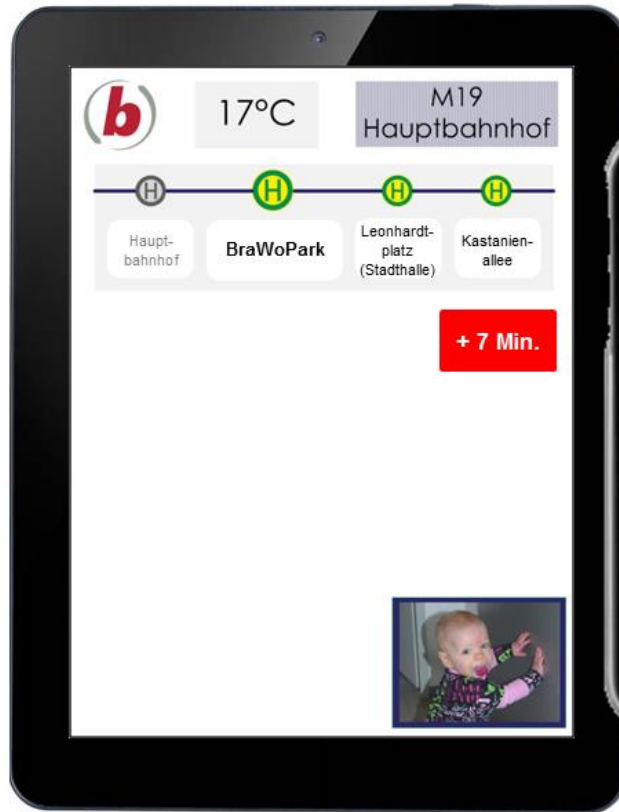 b
17°C
M19
Hauptbahnhof
H
H
H
H
Haupt-
bahnhof
BraWoPark
Leonhardt-
platz
(Stadthalle)
Kastanien-
allee
+ 7 Min.